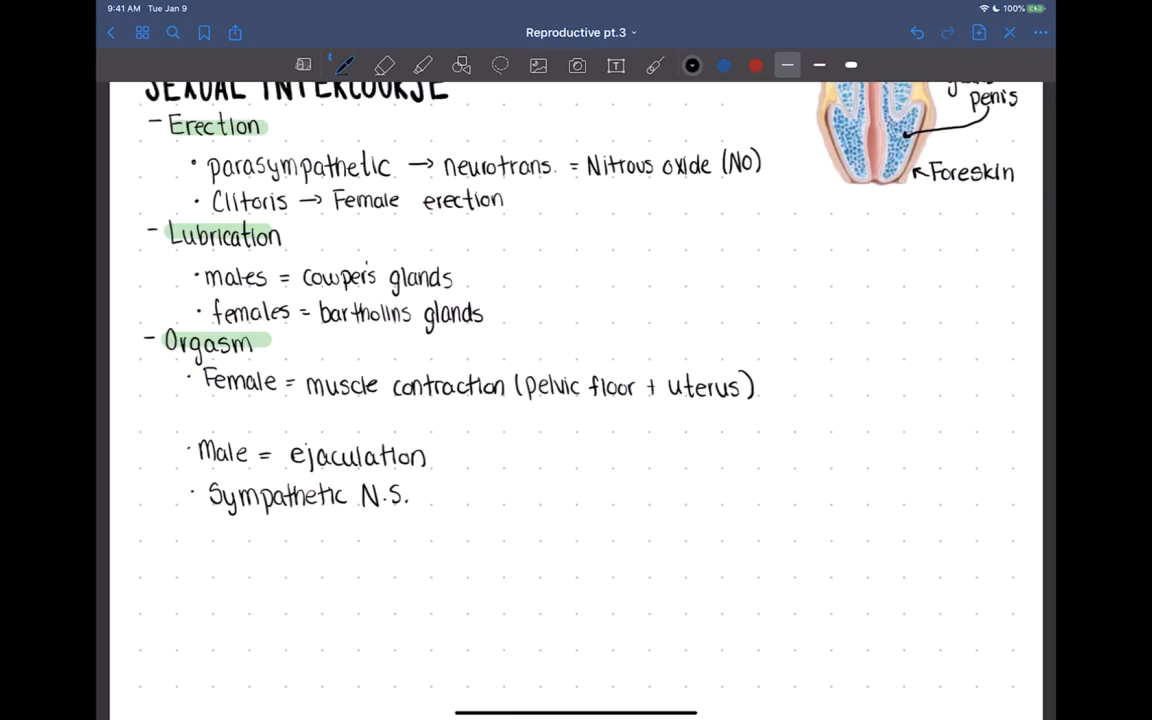 9:41 AM Tue Jan 9
100%
Reproductive pt.3
SEXUAL INTERCOURSE
penis
- Erection
• parasympathetic → neurotrans. = Nitrous oxide (NO)
Foreskin
• Clitoris → Female erection
- Lubrication
• males = cowper's glands
• females = bartholins glands
- Orgasm
• Female = muscle contraction (pelvic floor + uterus)
• Male = ejaculation
• Sympathetic N.S.